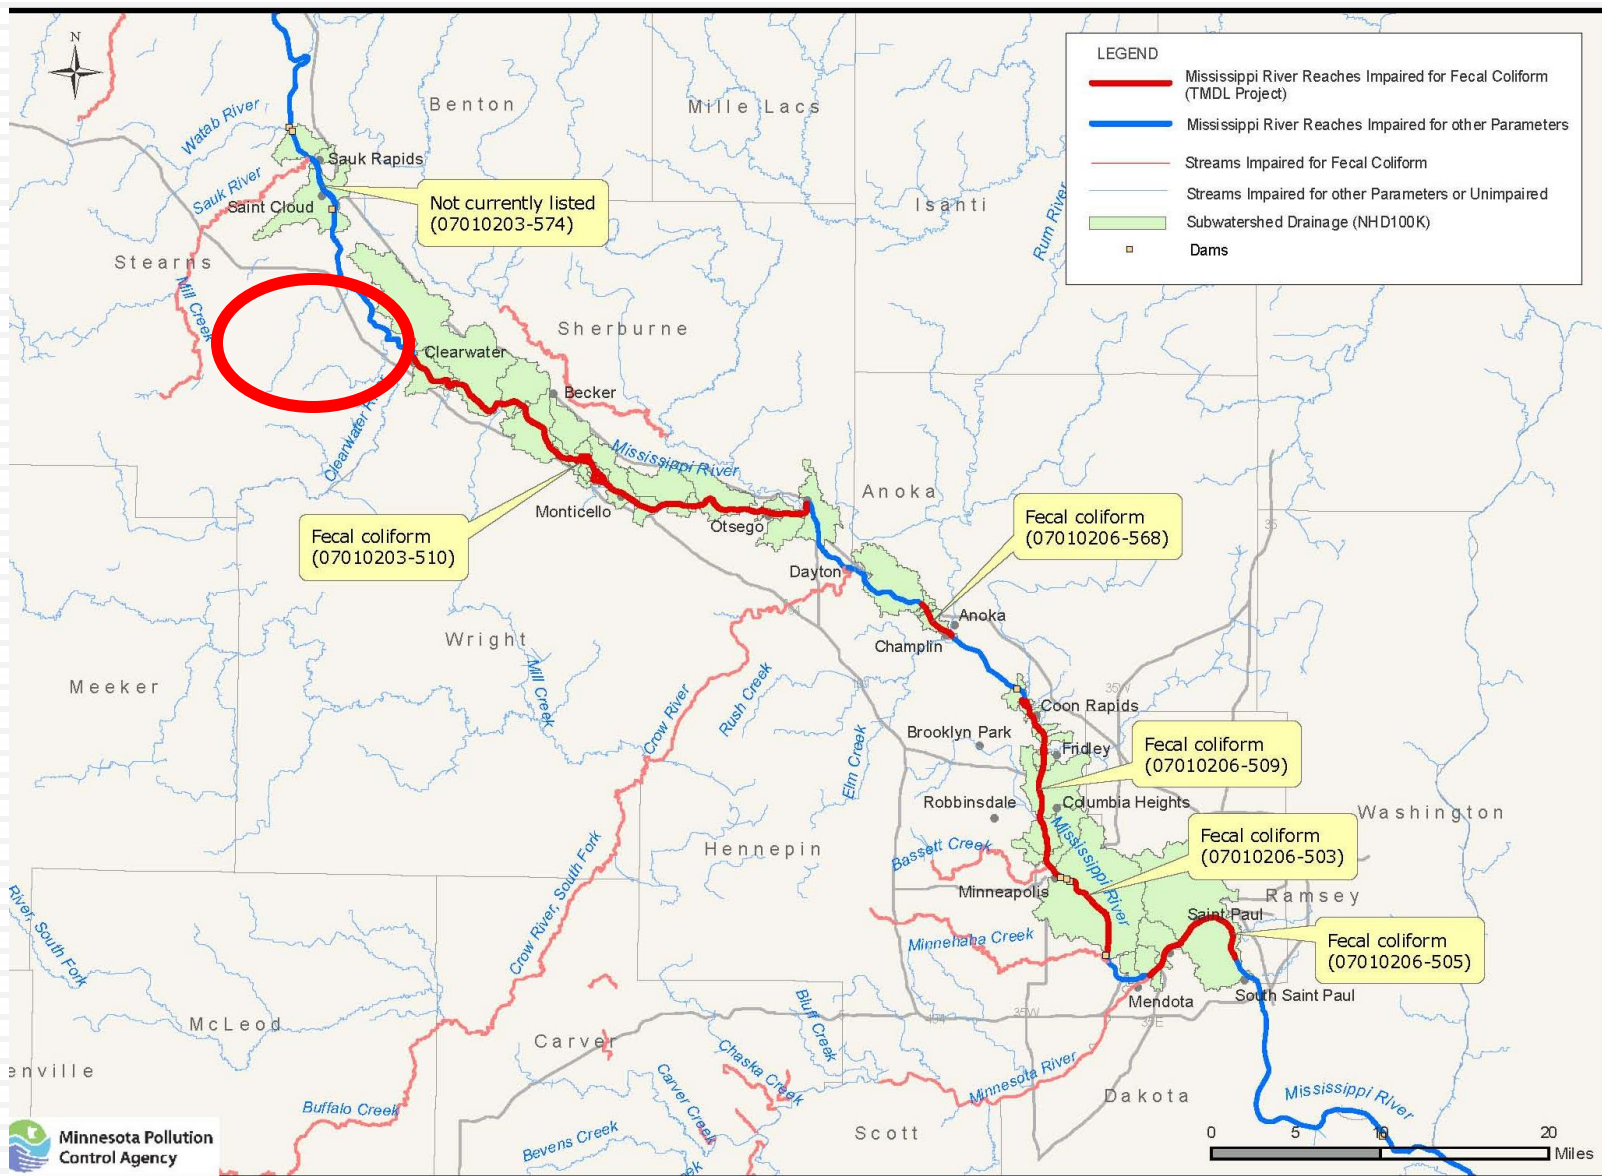 N
LEGEND
Mississippi River Reaches Impaired for Fecal Coliform
(TMDL Project)
Mississippi River Reaches Impaired for other Parameters
Streams Impaired for Fecal Coliform
Streams Impaired for other Parameters or Unimpaired
Subwatershed Drainage (NHD100K)
Dams
Benton
Mille Lacs
Watab River
Sauk Rapids
Sauk River
Saint Cloud
Not currently listed
(07010203-574)
Isanti
Rum River
Stearns
Mill Creek
Sherburne
Clearwater
Becker
Clearwater
Mississippi River
Anoka
Monticello
Otsego
Fecal coliform
(07010203-510)
Fecal coliform
(07010206-568)
35
Dayton
94
Anoka
Champlin
Wright
Mill Creek
Meeker
Crow River
Rush Creek
35W
Coon Rapids
Brooklyn Park
Fridley
Elm Creek
Fecal coliform
(07010206-509)
Robbinsdale
Columbia Heights
Washington
Mississippi River
Fecal coliform
(07010206-503)
Hennepin
Bassett Creek
Crow River, South Fork
Minneapolis
Ramsey
River, South Fork
Saint Paul
Minnehaha Creek
Fecal coliform
(07010206-505)
Mendota
South Saint Paul
McLeod
Bluff Creek
35W
35E
Carver
enville
Chaska Creek
Carver Creek
Minnesota River
Dakota
Mississippi River
Buffalo Creek
Bevens Creek
Scott
ek
Minnesota Pollution
Control Agency
0 5 10 20
Miles